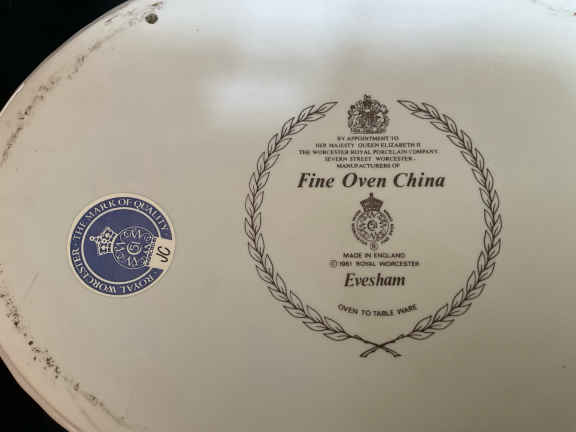 BY APPOINTMENT TO
HER MAJESTY QUEEN ELIZABETH II
THE WORCESTER ROYAL PORCELAIN COMPANY
SEVERN STREET WORCESTER.
MANUFACTURERS OF
Fine Oven China
MADE IN ENGLAND
© 1961 ROYAL WORCESTER
Evesham
OVEN TO TABLE WARE
ROYAL WORCESTER - THE MARK OF QUALITY
JC